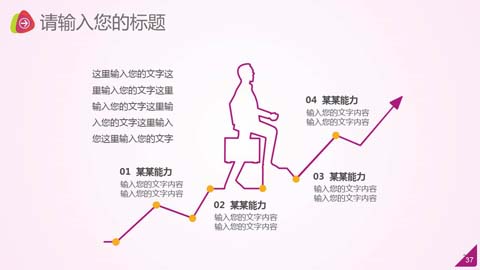 请输入您的标题
这里输入您的文字这
里输入您的文字这里
输入您的文字这里输
入您的文字这里输入
您这里输入您的文字
04 某某能力
输入您的文字内容
输入您的文字内容
01 某某能力
输入您的文字内容
输入您的文字内容
03 某某能力
输入您的文字内容
输入您的文字内容
02 某某能力
输入您的文字内容
输入您的文字内容
37